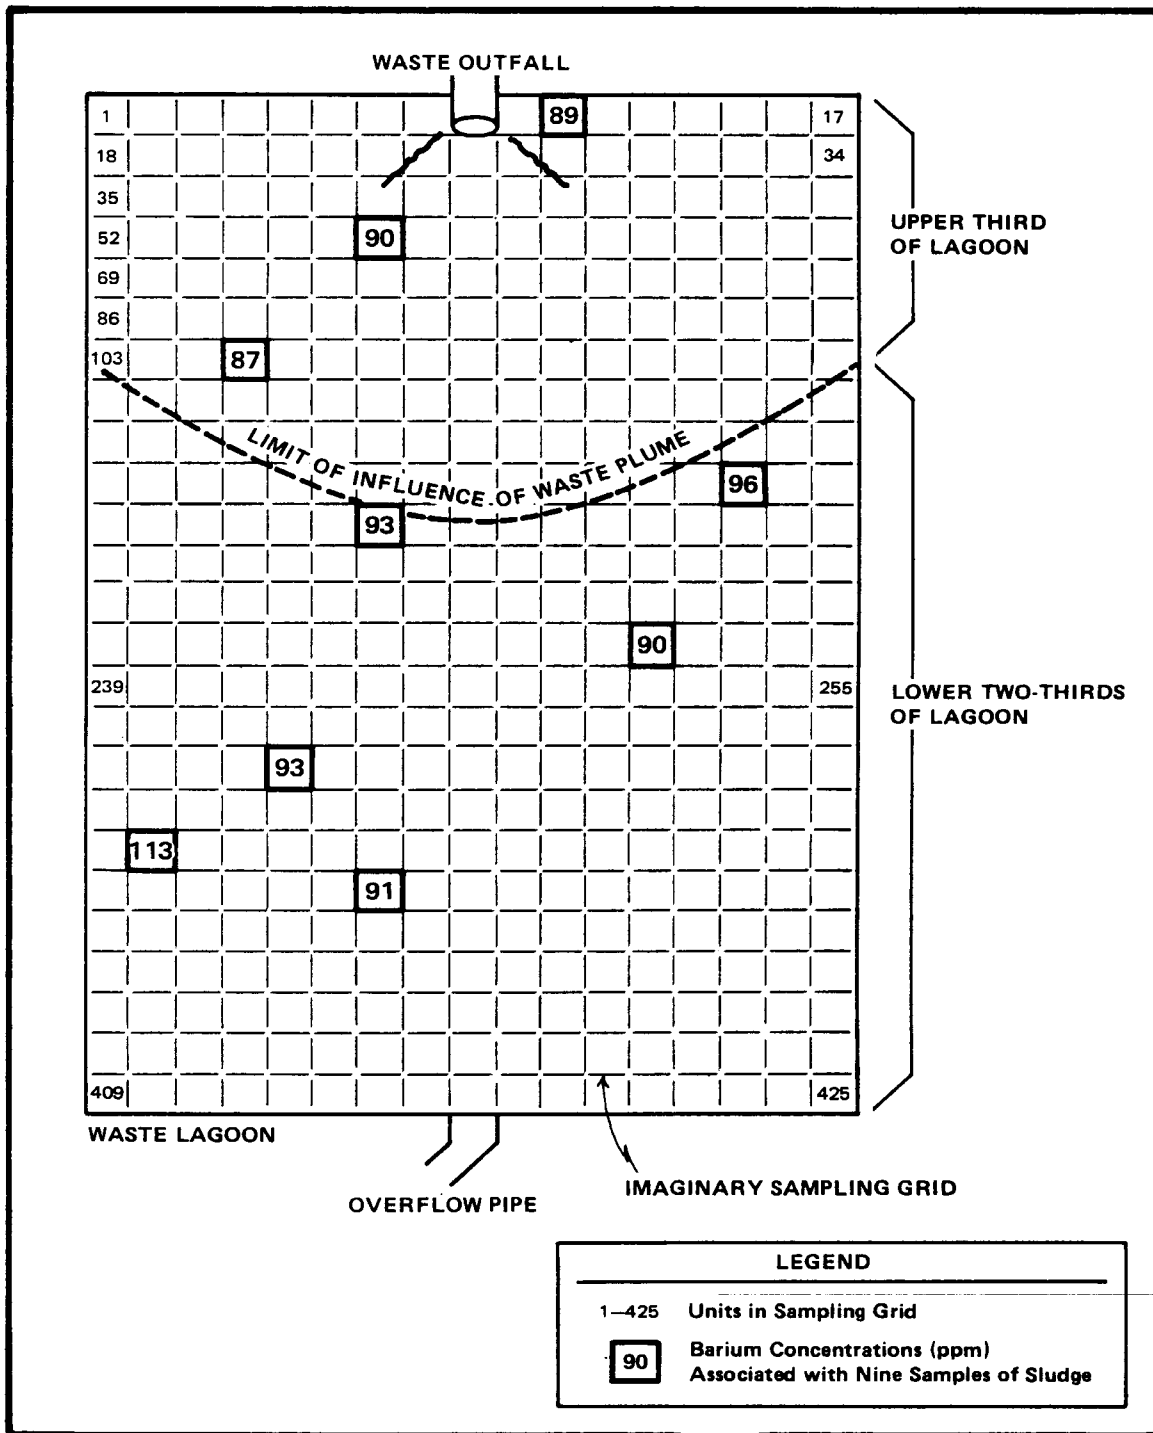 WASTE OUTFALL
1
89
17
18
34
35
52
90
UPPER THIRD
OF LAGOON
69
86
103
87
LIMIT OF INFLUENCE OF WASTE PLUME
96
93
90
239
255
LOWER TWO-THIRDS
OF LAGOON
93
113
91
409
425
WASTE LAGOON
IMAGINARY SAMPLING GRID
OVERFLOW PIPE
LEGEND
1–425 Units in Sampling Grid
90 Barium Concentrations (ppm)
Associated with Nine Samples of Sludge